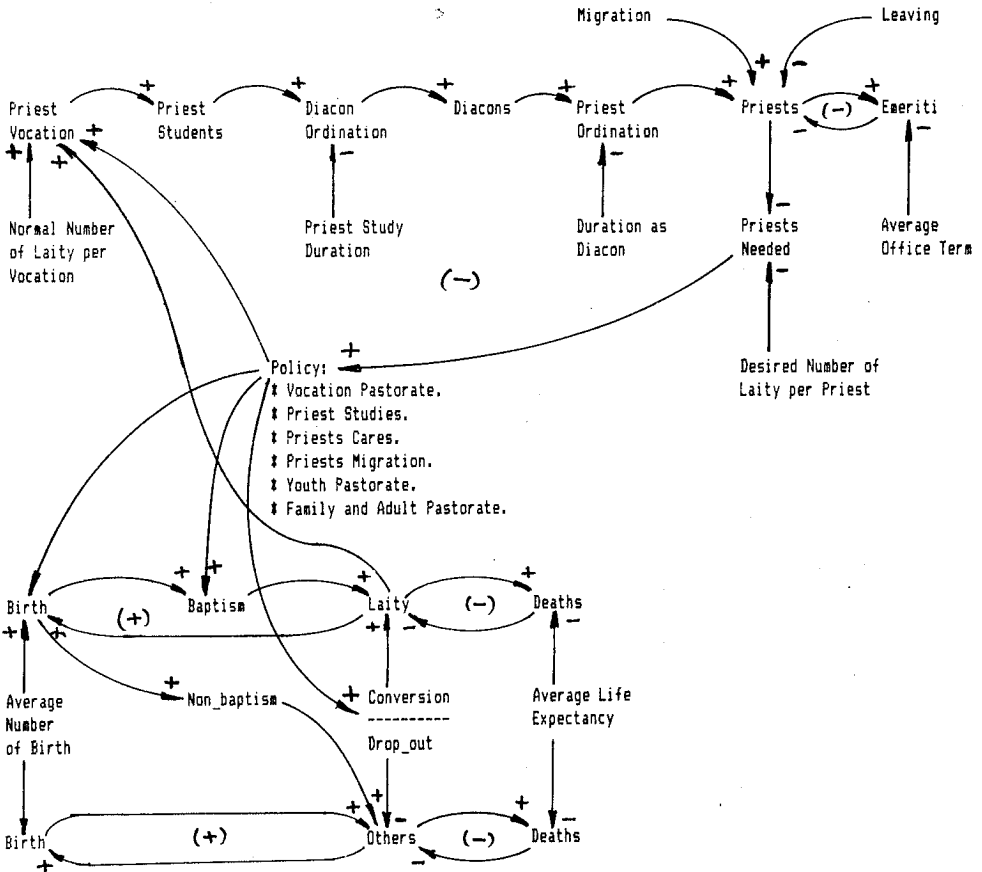 Migration
Leaving
+ -
+ + + + + +
Priest Vocation
Priest Students
Diacon Ordination
Diacons
Priest Ordination
Priests
(-)
Emeriti
+ + + - - - - -
Normal Number of Laity per Vocation
Priest Study Duration
Duration as Diacon
Priests Needed
Average Office Term
(-)
-
+
Desired Number of Laity per Priest
Policy:
* Vocation Pastorate.
* Priest Studies.
* Priests Cares.
* Priests Migration.
* Youth Pastorate.
* Family and Adult Pastorate.
+ + + +
Birth
(+)
Baptism
Laity
(-)
Deaths
+ + + - -
Average Number of Birth
+
Non_baptism
+
Conversion
----------
Drop_out
Average Life Expectancy
+ + - + -
Birth
(+)
Others
(-)
Deaths
+ -